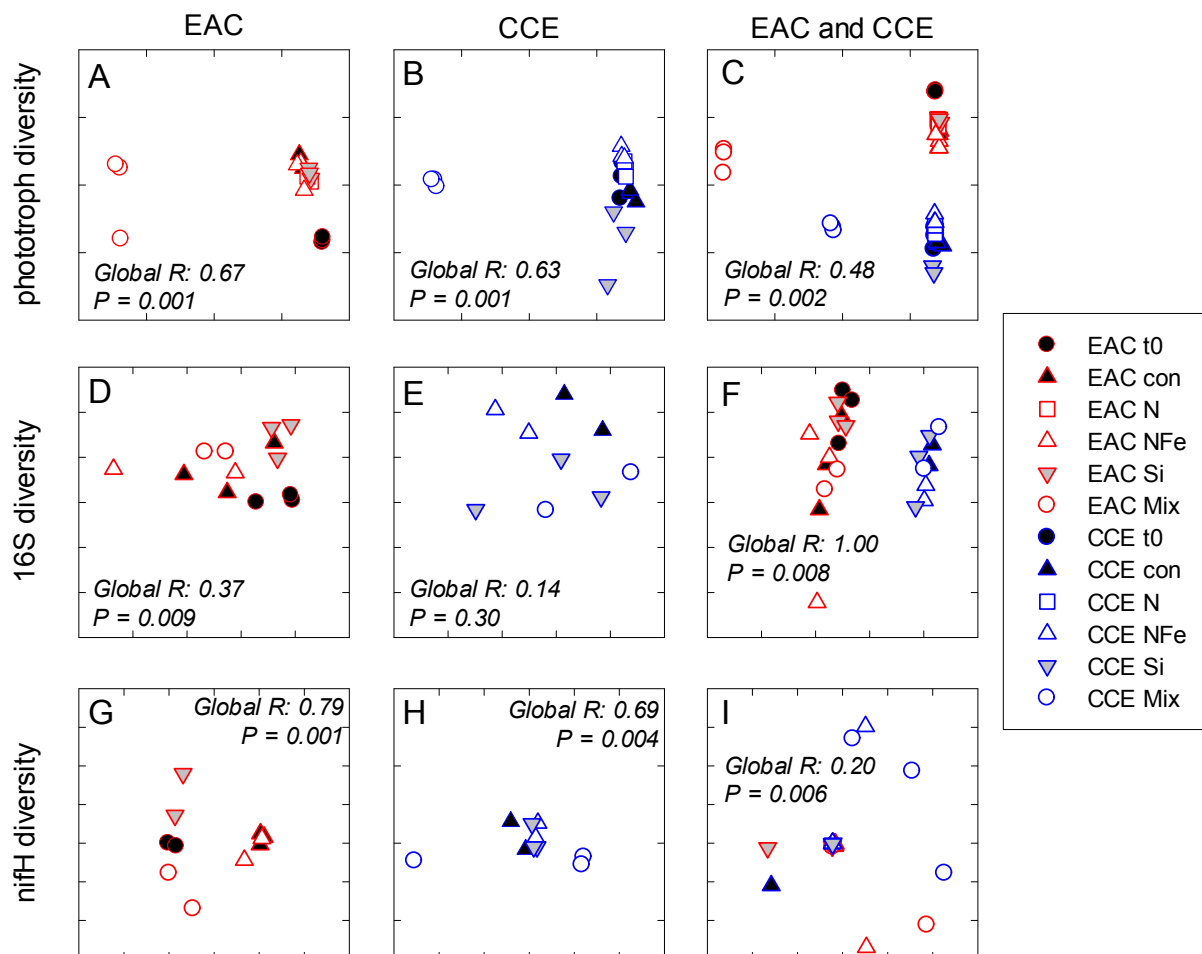 EAC
CCE
EAC and CCE
phototroph diversity
A
Global R: 0.67
P = 0.001
B
Global R: 0.63
P = 0.001
C
Global R: 0.48
P = 0.002
16S diversity
D
Global R: 0.37
P = 0.009
E
Global R: 0.14
P = 0.30
F
Global R: 1.00
P = 0.008
nifH diversity
G
Global R: 0.79
P = 0.001
H
Global R: 0.69
P = 0.004
I
Global R: 0.20
P = 0.006
EAC t0
EAC con
EAC N
EAC NFe
EAC Si
EAC Mix
CCE t0
CCE con
CCE N
CCE NFe
CCE Si
CCE Mix